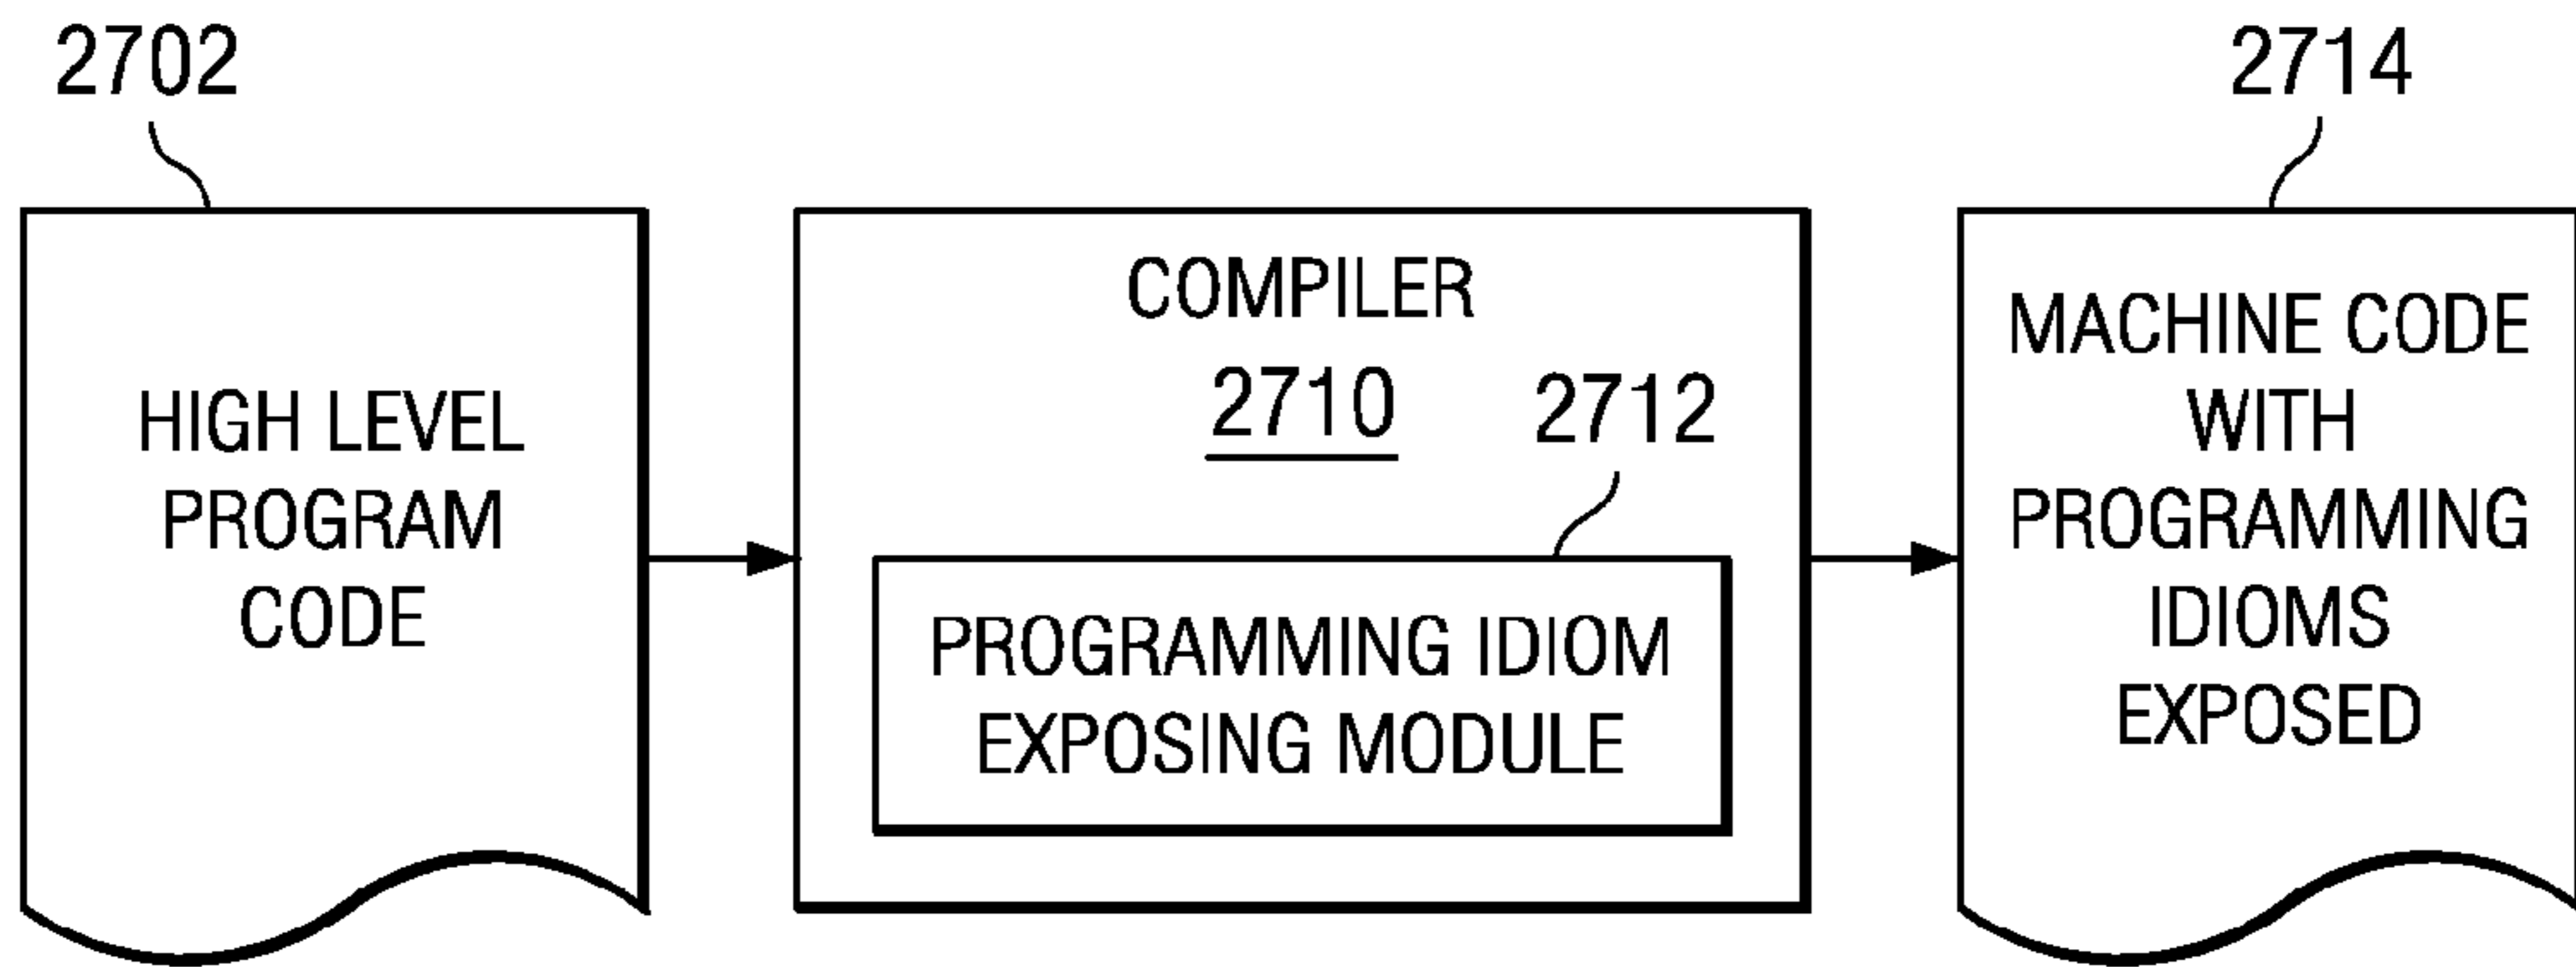 2702
HIGH LEVEL
PROGRAM
CODE
COMPILER
2710
2712
PROGRAMMING IDIOM
EXPOSING MODULE
2714
MACHINE CODE
WITH
PROGRAMMING
IDIOMS
EXPOSED